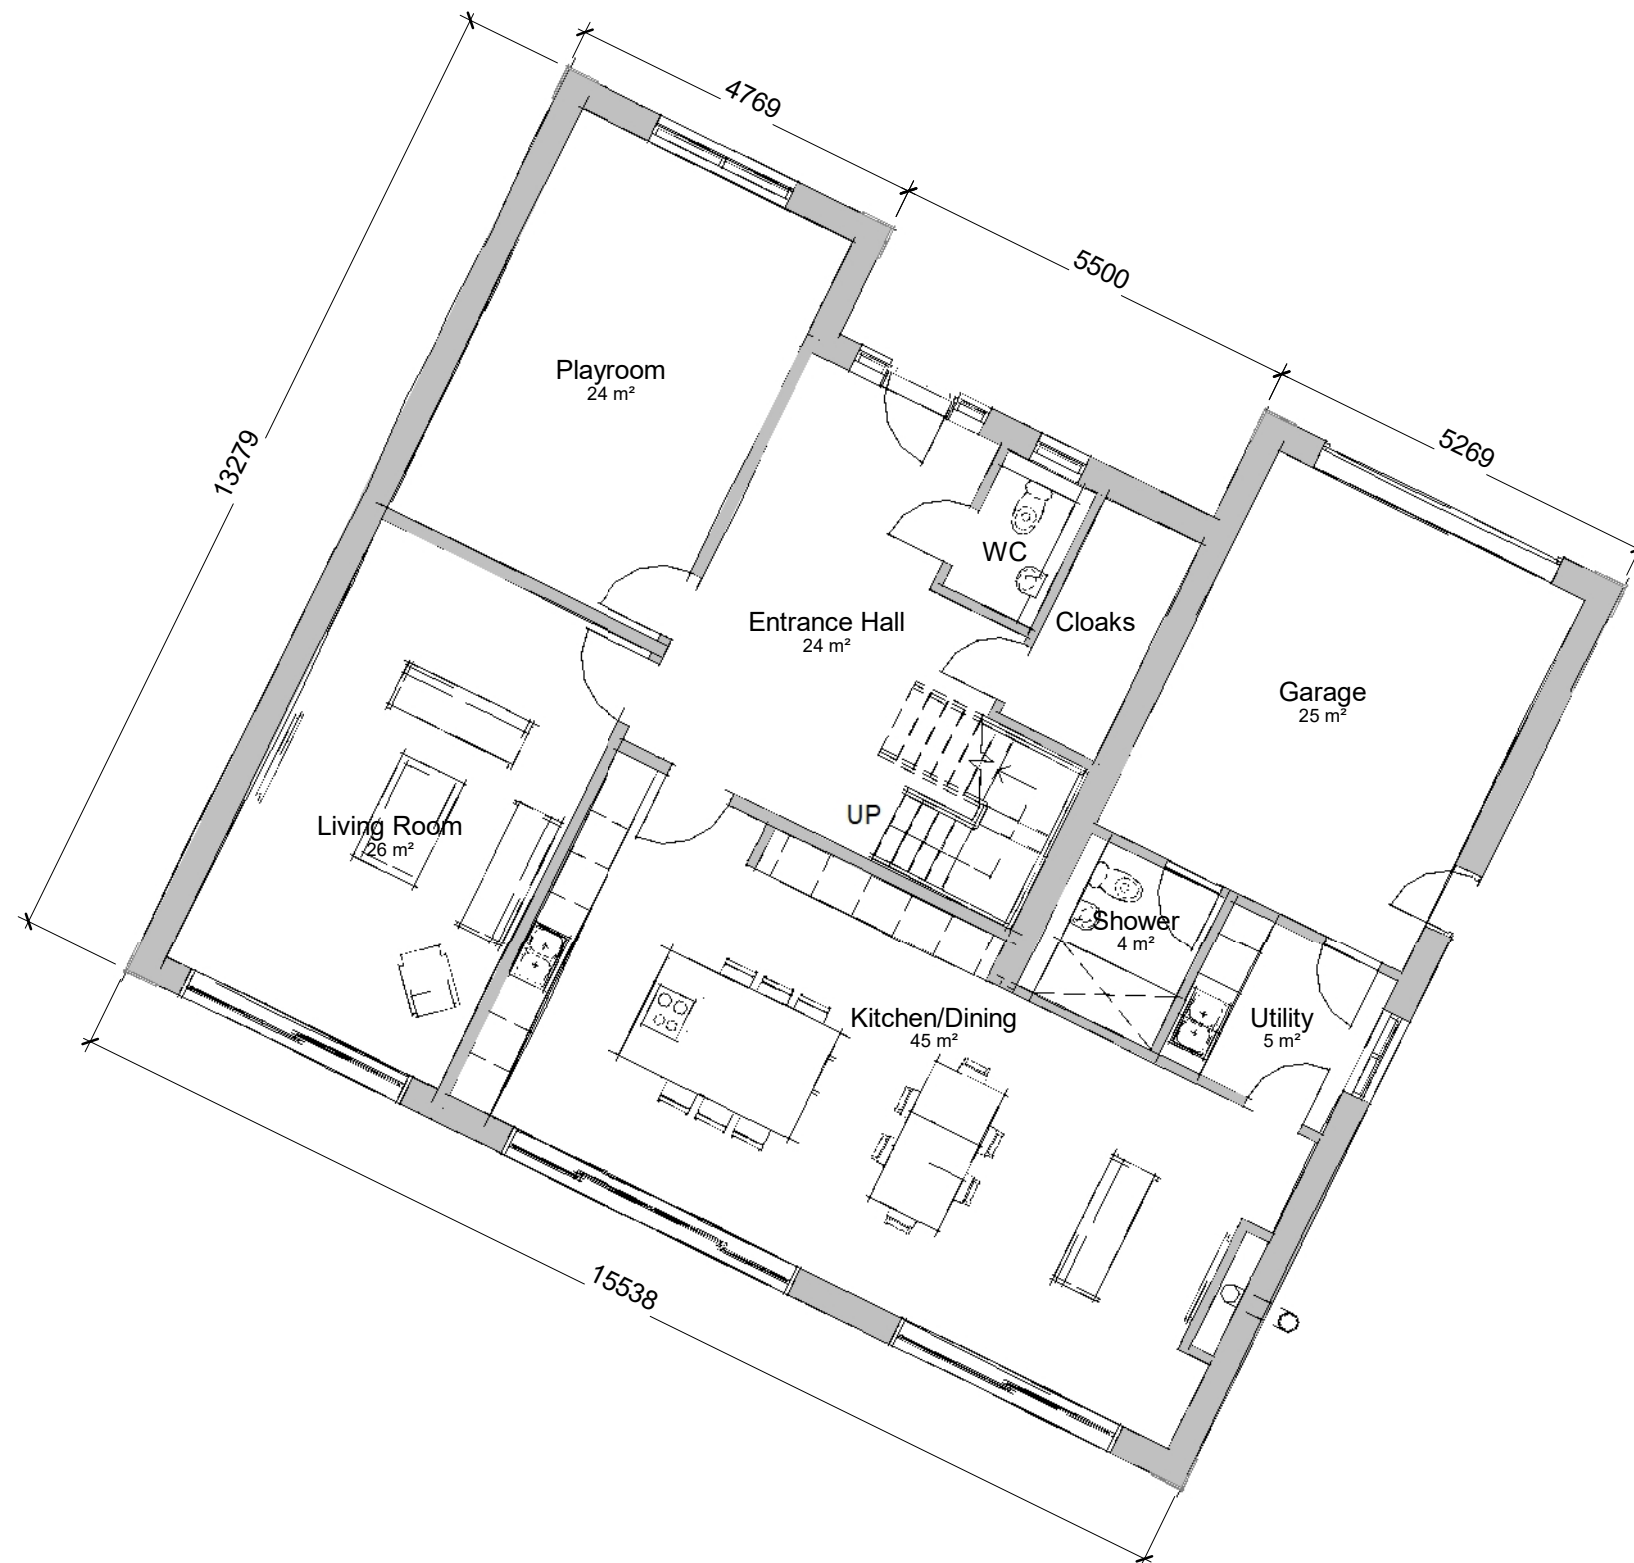 4769
5500
5269
13279
Playroom
24 m²
WC
Entrance Hall
24 m²
Cloaks
Garage
25 m²
UP
Living Room
26 m²
Shower
4 m²
Kitchen/Dining
45 m²
Utility
5 m²
15538